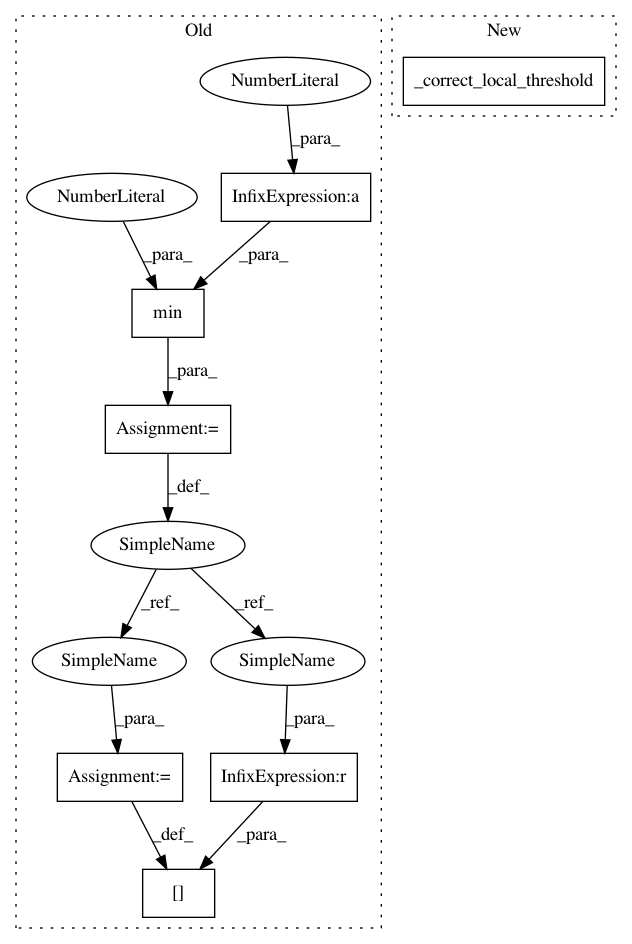 Old
New
NumberLiteral
_correct_local_threshold
_para_
NumberLiteral
InfixExpression:a
_para_
_para_
min
_para_
Assignment:=
_def_
SimpleName
_ref_
_ref_
SimpleName
SimpleName
_para_
_para_
Assignment:=
InfixExpression:r
_def_
_para_
[]